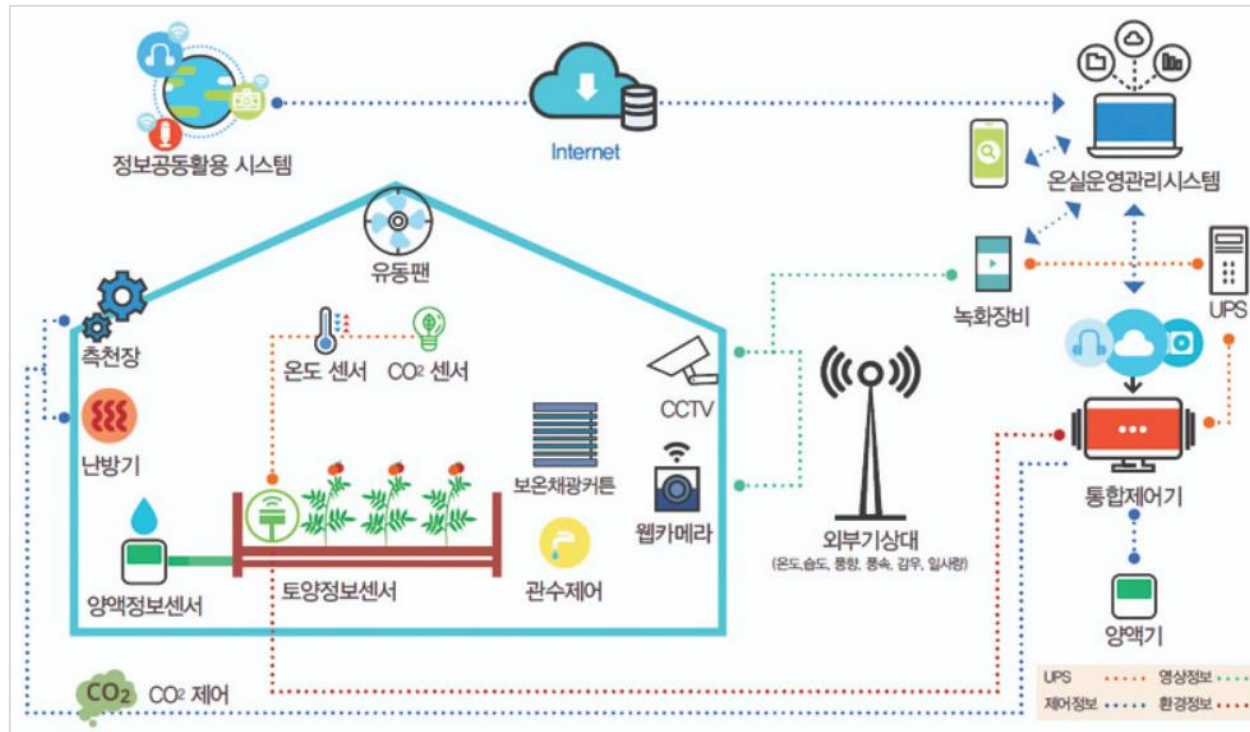 정보공동활용 시스템
Internet
온실운영관리시스템
유동팬
녹화장비
UPS
측천장
온도 센서
CO² 센서
CCTV
난방기
보온채광커튼
웹카메라
외부기상대
(온도,습도, 풍향, 풍속, 감우, 일사량)
통합제어기
양액정보센서
토양정보센서
관수제어
양액기
CO2
CO² 제어
UPS
영상정보
제어정보
환경정보